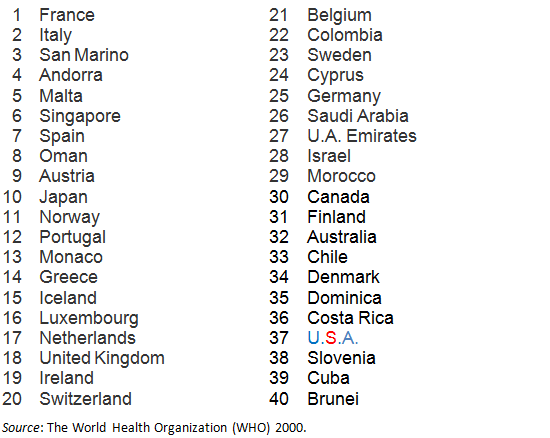 1 France
2 Italy
3 San Marino
4 Andorra
5 Malta
6 Singapore
7 Spain
8 Oman
9 Austria
10 Japan
11 Norway
12 Portugal
13 Monaco
14 Greece
15 Iceland
16 Luxembourg
17 Netherlands
18 United Kingdom
19 Ireland
20 Switzerland
21 Belgium
22 Colombia
23 Sweden
24 Cyprus
25 Germany
26 Saudi Arabia
27 U.A. Emirates
28 Israel
29 Morocco
30 Canada
31 Finland
32 Australia
33 Chile
34 Denmark
35 Dominica
36 Costa Rica
37 U.S.A.
38 Slovenia
39 Cuba
40 Brunei
Source: The World Health Organization (WHO) 2000.